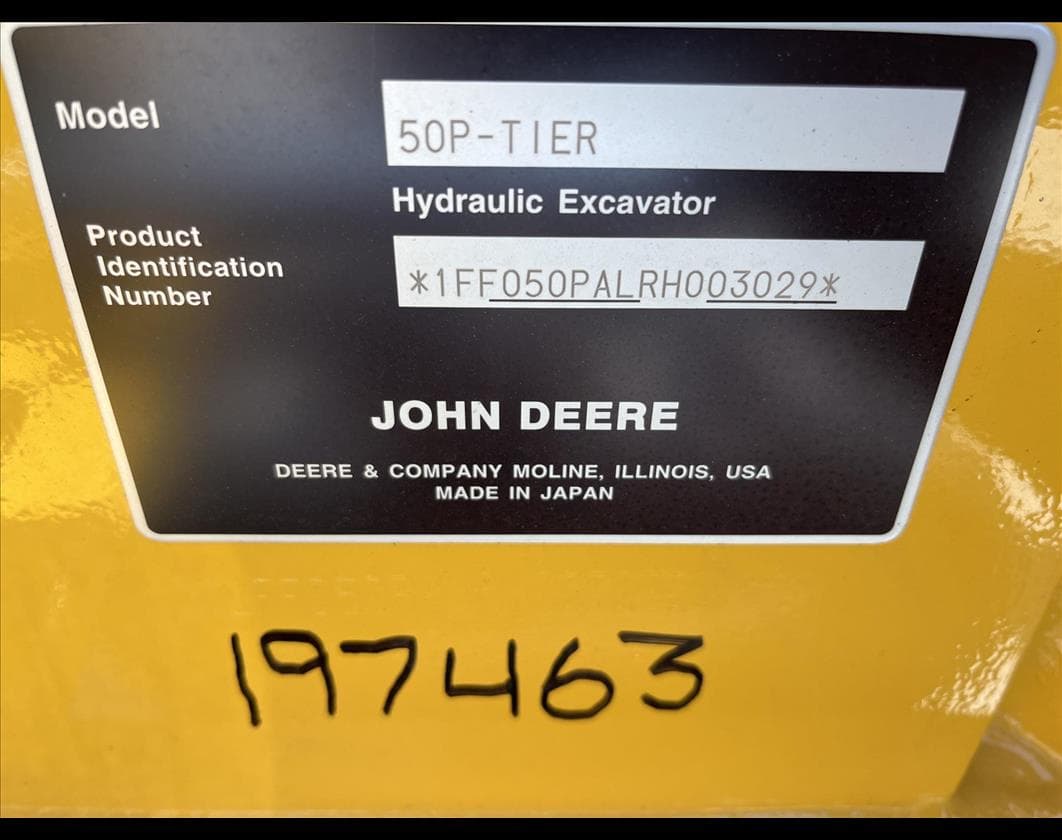 Model
50P-TIER
Hydraulic Excavator
Product
Identification
Number
*1FF050PALRH003029*
JOHN DEERE
DEERE & COMPANY MOLINE, ILLINOIS, USA
MADE IN JAPAN
197463